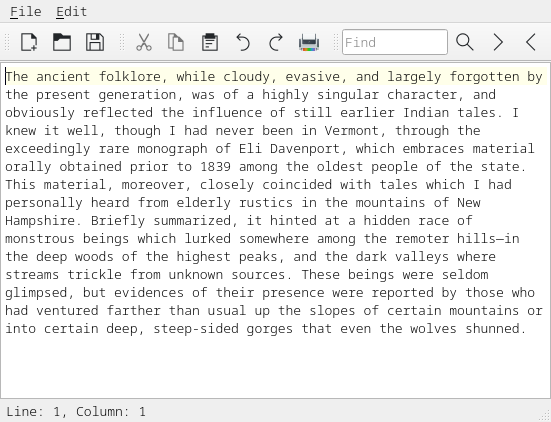 File Edit
Find
The ancient folklore, while cloudy, evasive, and largely forgotten by
the present generation, was of a highly singular character, and
obviously reflected the influence of still earlier Indian tales. I
knew it well, though I had never been in Vermont, through the
exceedingly rare monograph of Eli Davenport, which embraces material
orally obtained prior to 1839 among the oldest people of the state.
This material, moreover, closely coincided with tales which I had
personally heard from elderly rustics in the mountains of New
Hampshire. Briefly summarized, it hinted at a hidden race of
monstrous beings which lurked somewhere among the remoter hills—in
the deep woods of the highest peaks, and the dark valleys where
streams trickle from unknown sources. These beings were seldom
glimpsed, but evidences of their presence were reported by those who
had ventured farther than usual up the slopes of certain mountains or
into certain deep, steep-sided gorges that even the wolves shunned.
Line: 1, Column: 1